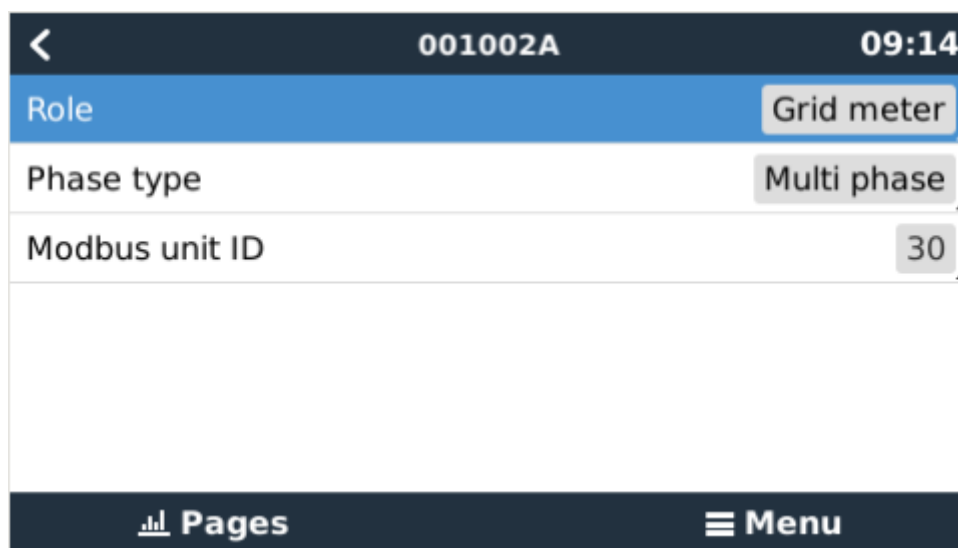 001002A 09:14
Role Grid meter
Phase type Multi phase
Modbus unit ID 30
Pages Menu